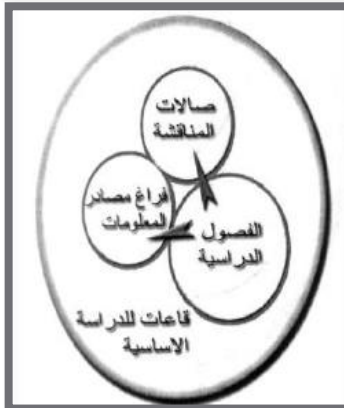 صالات
المناقشة
فراغ مصادر
المعلومات
الفصول
الدراسية
قاعات للدراسة
الاساسية